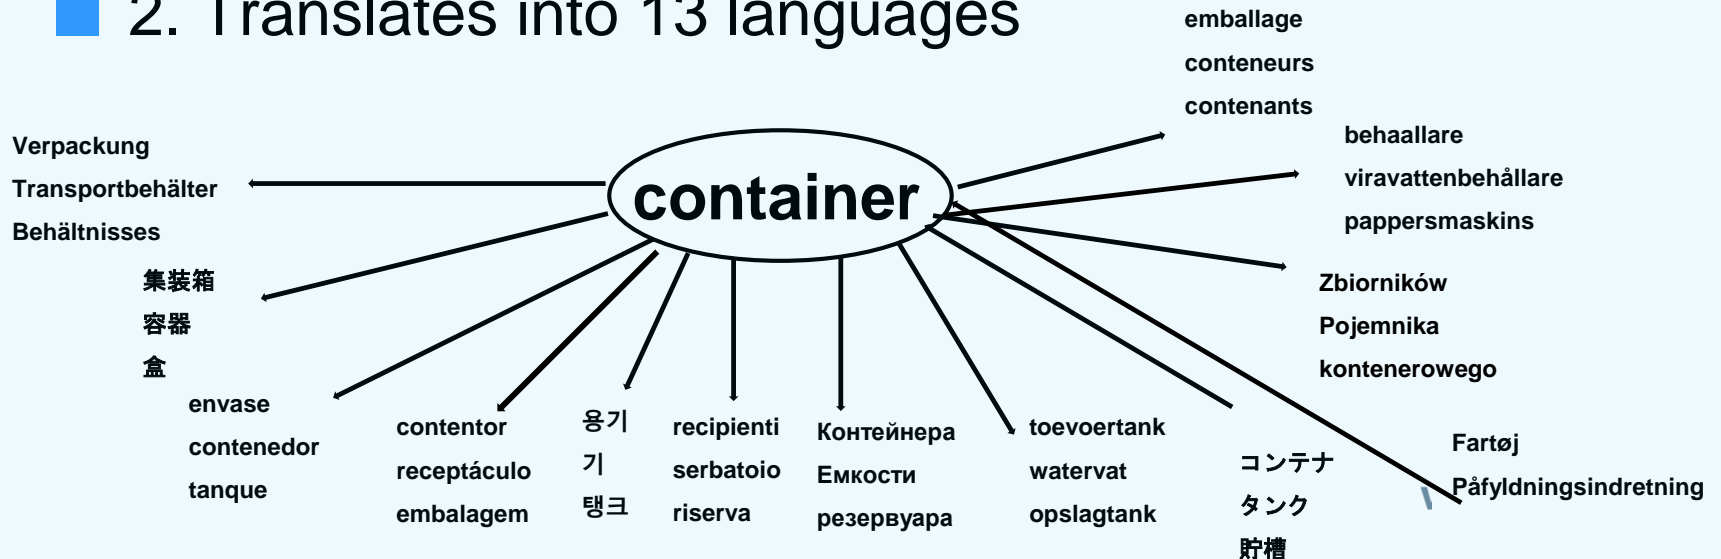 2. Translates into 13 languages
emballage
conteneurs
contenants
Verpackung
Transportbehälter
Behältnisses
container
behaallare
viravattenbehållare
pappersmaskins
集装箱
容器
盒
Zbiorników
Pojemnika
kontenerowego
envase
contenedor
tanque
contentor
receptáculo
embalagem
용기
기
탱크
recipienti
serbatoio
riserva
Контейнера
Емкости
резервуара
toevoertank
watervat
opslagtank
コンテナ
タンク
貯槽
Fartøj
Påfyldningsindretning